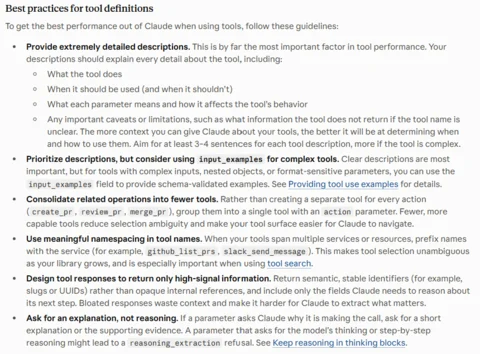 Best practices for tool definitions
To get the best performance out of Claude when using tools, follow these guidelines:
• Provide extremely detailed descriptions. This is by far the most important factor in tool performance. Your
descriptions should explain every detail about the tool, including:
○ What the tool does
○ When it should be used (and when it shouldn't)
○ What each parameter means and how it affects the tool's behavior
○ Any important caveats or limitations, such as what information the tool does not return if the tool name is
unclear. The more context you can give Claude about your tools, the better it will be at determining when
and how to use them. Aim for at least 3-4 sentences for each tool description, more if the tool is complex.
• Prioritize descriptions, but consider using input_examples for complex tools. Clear descriptions are most
important, but for tools with complex inputs, nested objects, or format-sensitive parameters, you can use the
input_examples field to provide schema-validated examples. See Providing tool use examples for details.
• Consolidate related operations into fewer tools. Rather than creating a separate tool for every action
(create_pr, review_pr, merge_pr), group them into a single tool with an action parameter. Fewer, more
capable tools reduce selection ambiguity and make your tool surface easier for Claude to navigate.
• Use meaningful namespacing in tool names. When your tools span multiple services or resources, prefix names
with the service (for example, github_list_prs, slack_send_message). This makes tool selection unambiguous
as your library grows, and is especially important when using tool search.
• Design tool responses to return only high-signal information. Return semantic, stable identifiers (for example,
slugs or UUIDs) rather than opaque internal references, and include only the fields Claude needs to reason about
its next step. Bloated responses waste context and make it harder for Claude to extract what matters.
• Ask for an explanation, not reasoning. If a parameter asks Claude why it is making the call, ask for a short
explanation or the supporting evidence. A parameter that asks for the model's thinking or step-by-step
reasoning might lead to a reasoning_extraction refusal. See Keep reasoning in thinking blocks.